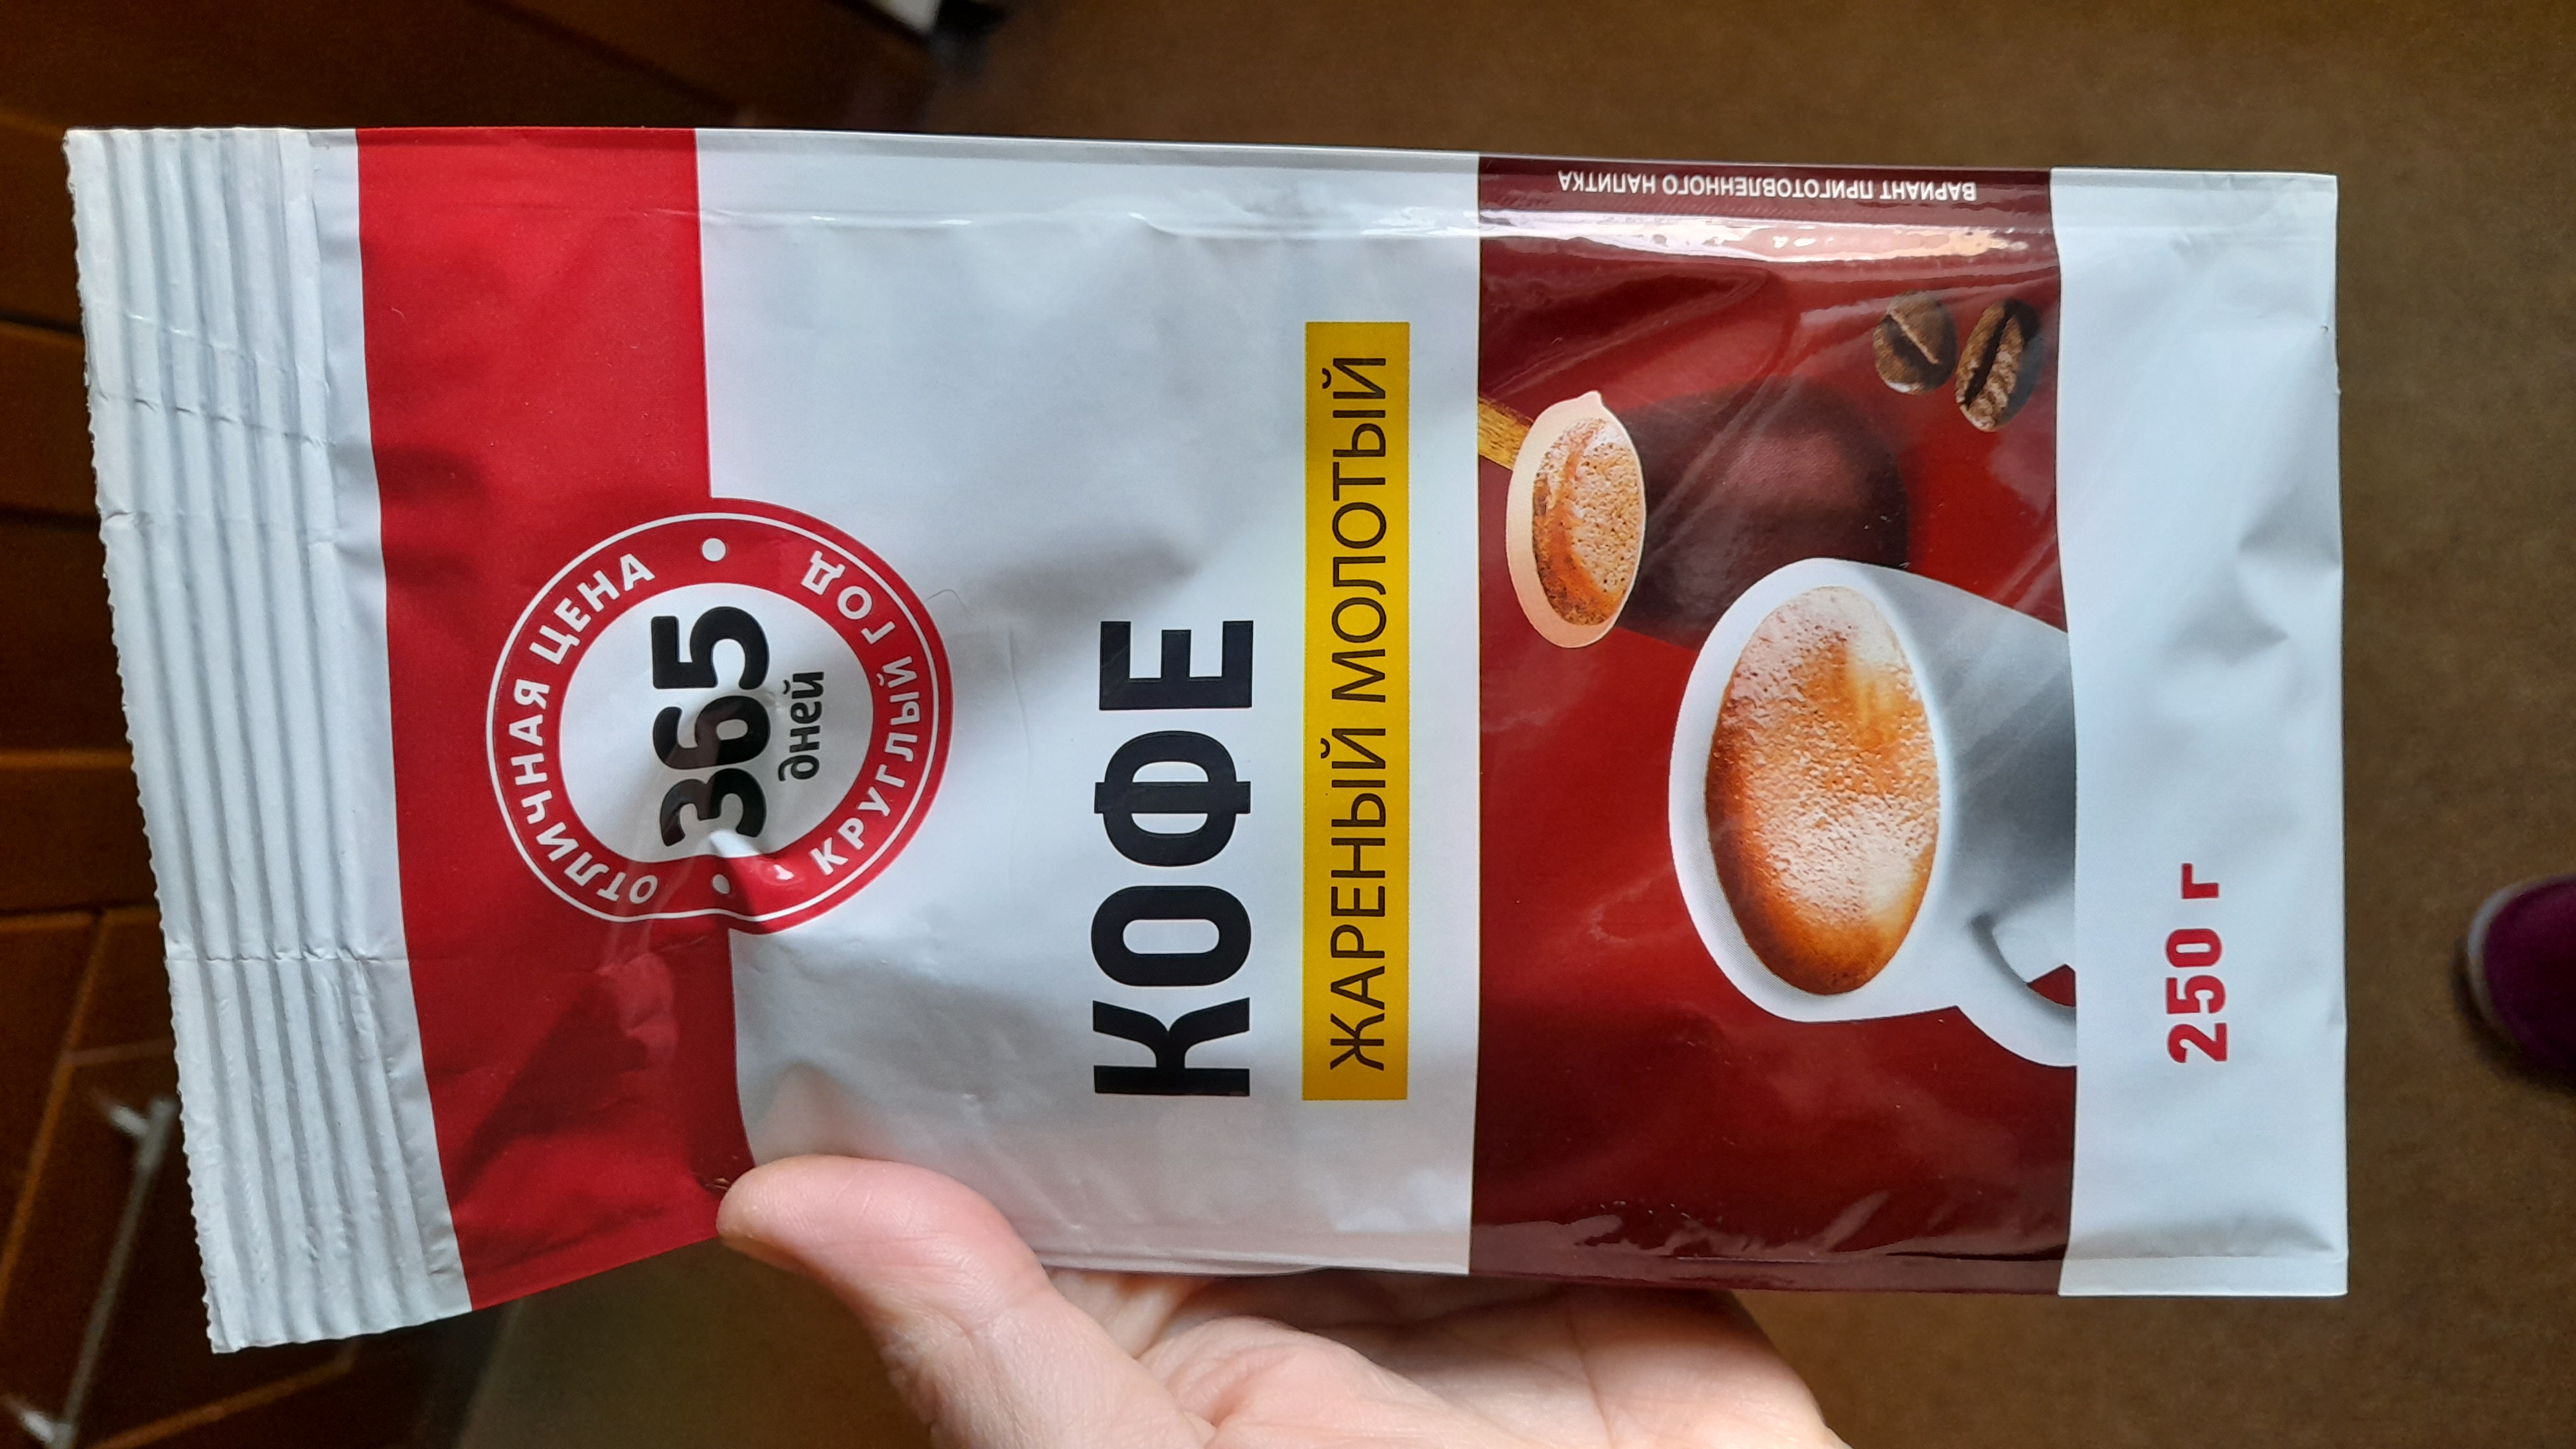 ОТЛИЧНАЯ ЦЕНА
365
дней
КРУГЛЫЙ ГОД
КОФЕ
ЖАРЕНЫЙ МОЛОТЫЙ
ВАРИАНТ ПРИГОТОВЛЕННОГО НАПИТКА
250 г